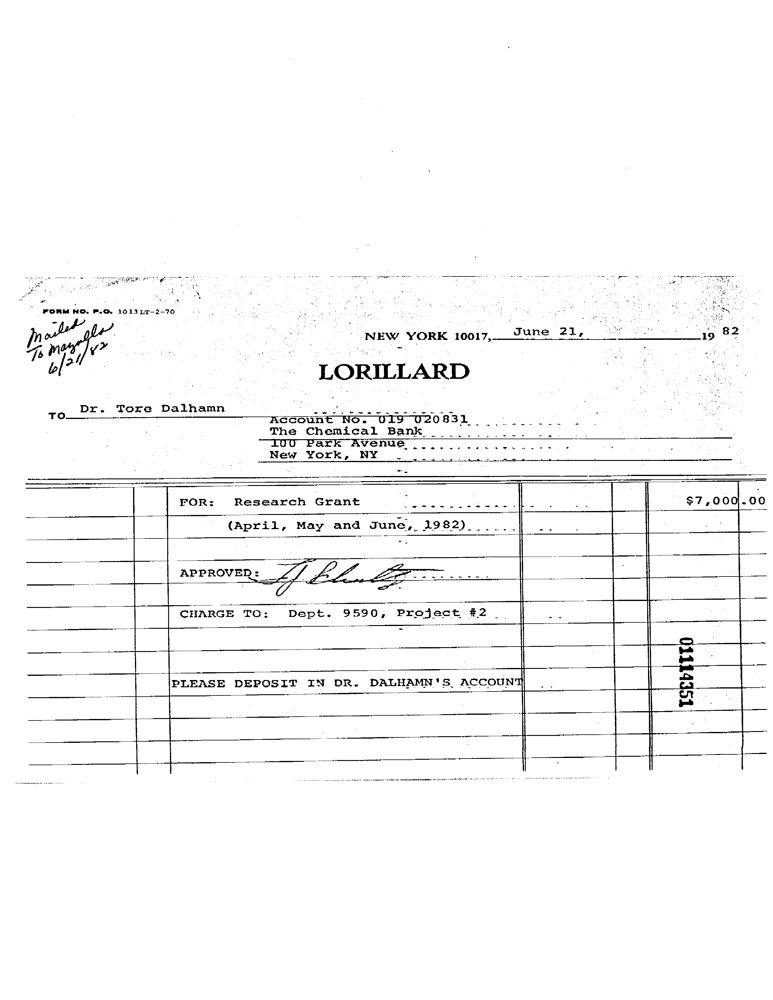 FORM NO. P.O. 1013 LT-2-70
Mailed
To Mazzella
6/21/82
NEW YORK 10017, June 21, 19 82
LORILLARD
TO Dr. Tore Dalhamn
Account No. 019 020831
The Chemical Bank
100 Park Avenue
New York, NY
FOR: Research Grant $7,000.00
(April, May and June, 1982)
APPROVED:
CHARGE TO: Dept. 9590, Project #2
01114351
PLEASE DEPOSIT IN DR. DALHAMN'S ACCOUNT